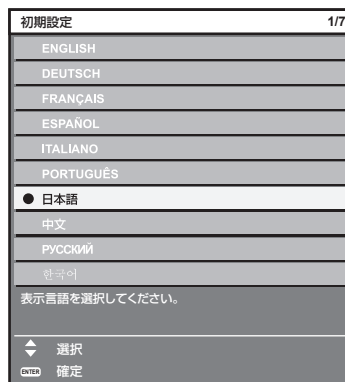 初期設定 1/7
ENGLISH
DEUTSCH
FRANÇAIS
ESPAÑOL
ITALIANO
PORTUGUÊS
日本語
中文
РУССКИЙ
한국어
表示言語を選択してください。
選択
ENTER 確定